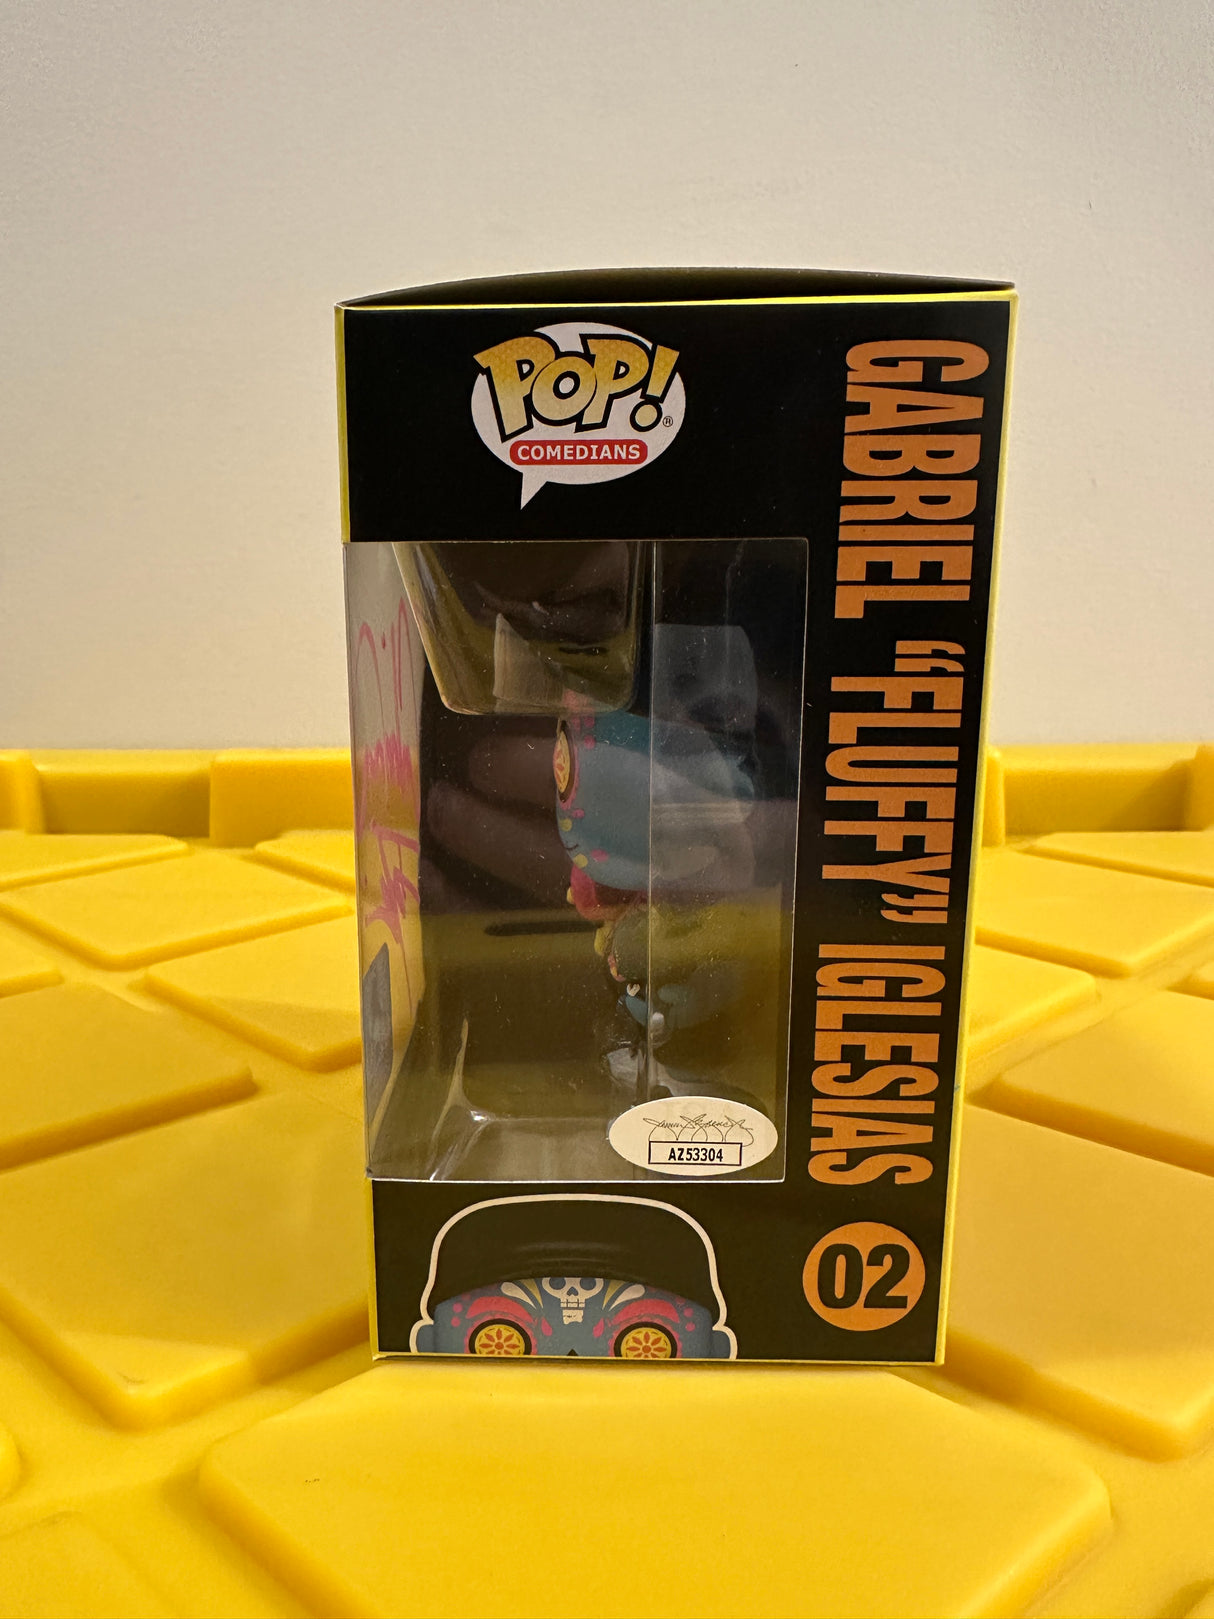 POP!®
COMEDIANS
GABRIEL “FLUFFY” IGLESIAS
AZ53304
02